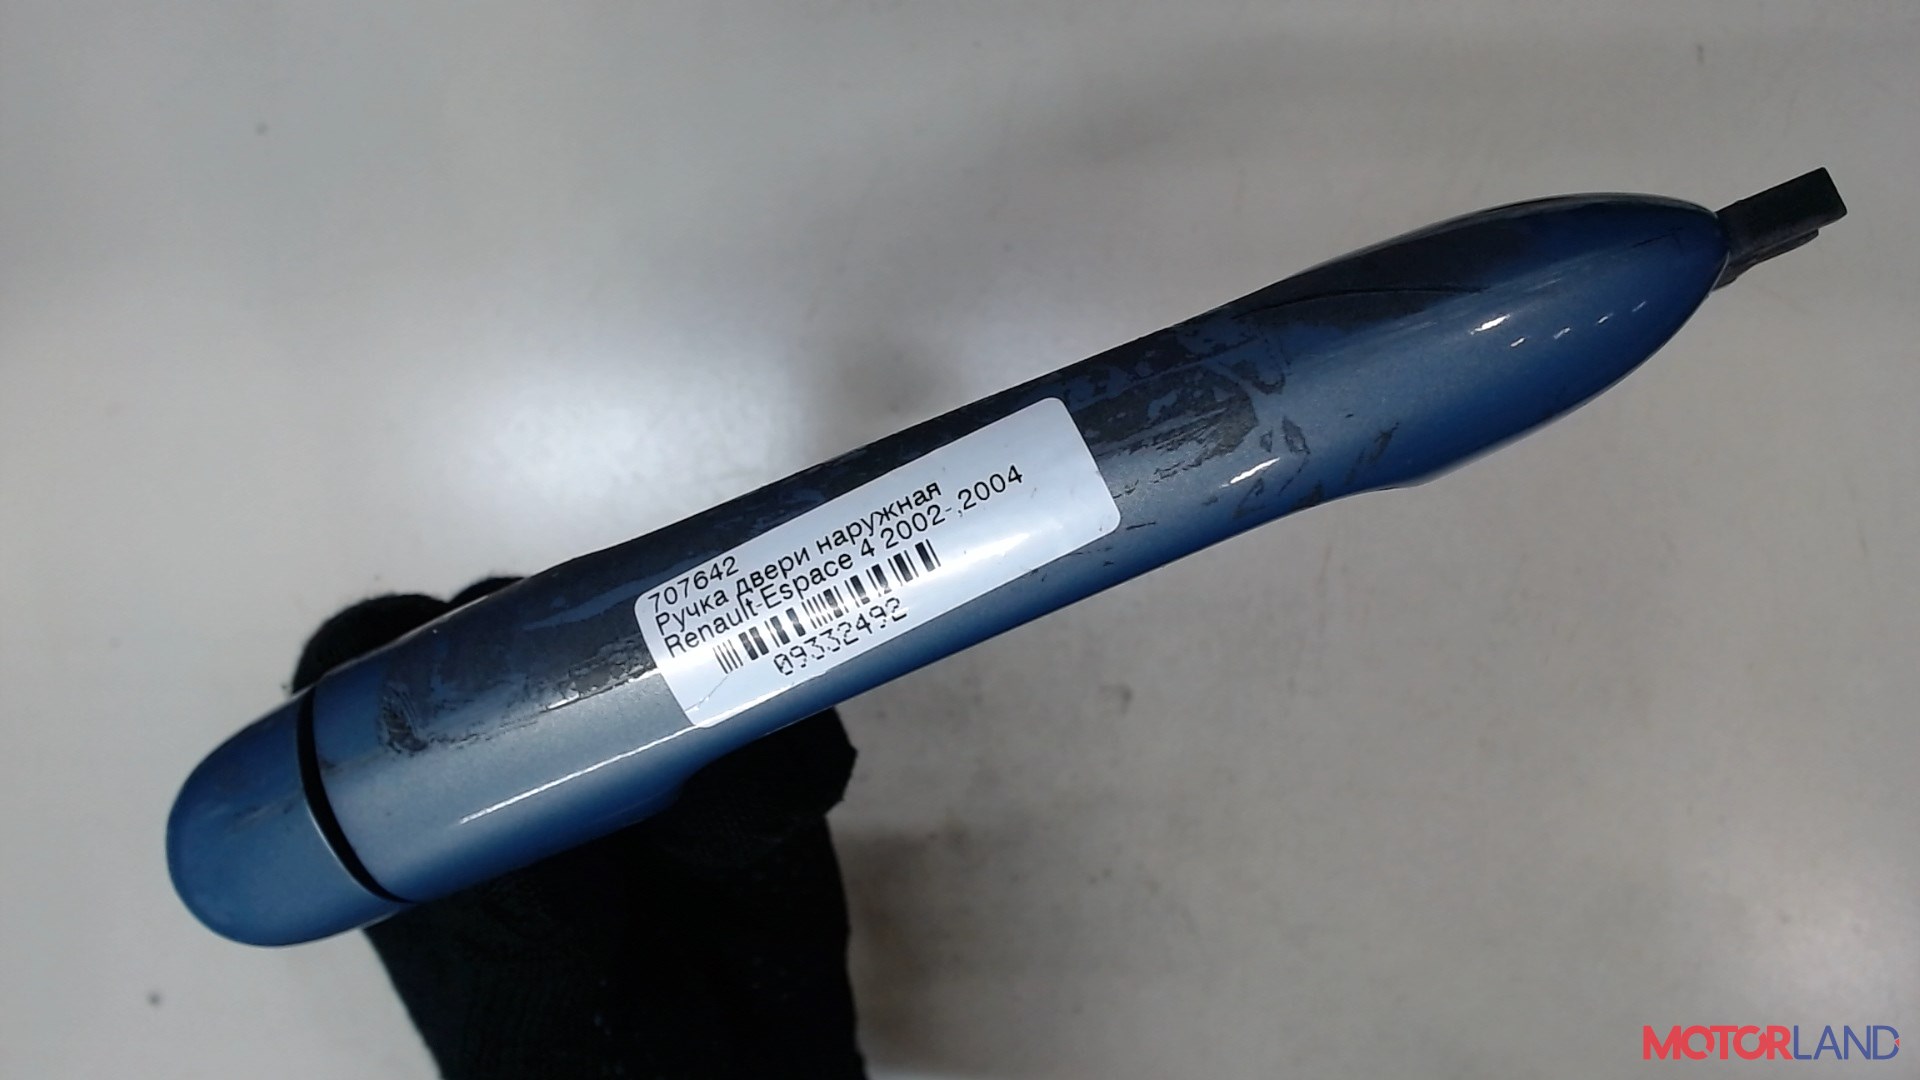 707642
Ручка двери наружная
Renault-Espace 4 2002-,2004
09332492
MOTORLAND